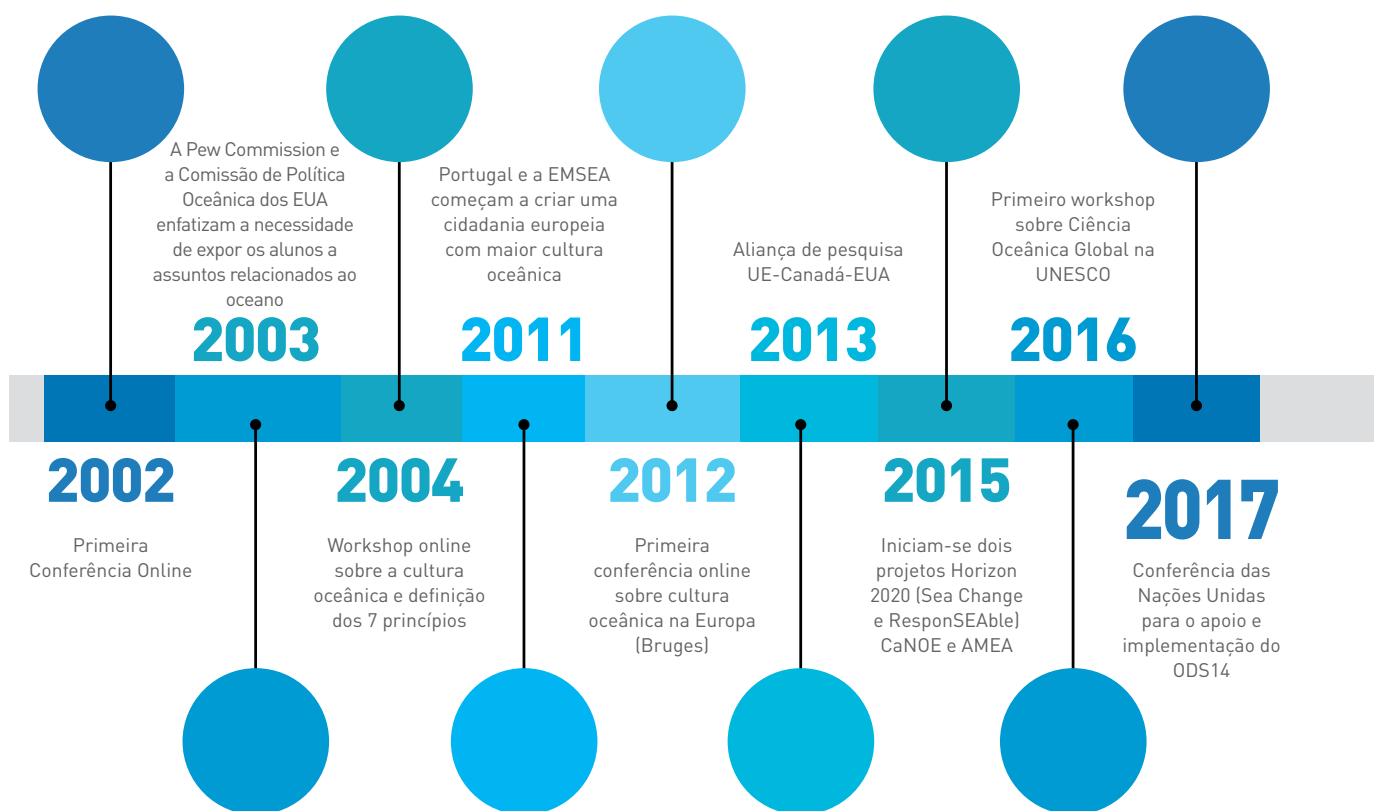 2002
Primeira
Conferência Online
A Pew Commission e
a Comissão de Política
Oceânica dos EUA
enfatizam a necessidade
de expor os alunos a
assuntos relacionados ao
oceano
2003
2004
Workshop online
sobre a cultura
oceânica e definição
dos 7 princípios
Portugal e a EMSEA
começam a criar uma
cidadania europeia
com maior cultura
oceânica
2011
2012
Primeira
conferência online
sobre cultura
oceânica na Europa
(Bruges)
Aliança de pesquisa
UE-Canadá-EUA
2013
2015
Iniciam-se dois
projetos Horizon
2020 (Sea Change
e ResponSEAble)
CaNOE e AMEA
Primeiro workshop
sobre Ciência
Oceânica Global na
UNESCO
2016
2017
Conferência das
Nações Unidas
para o apoio e
implementação do
ODS14